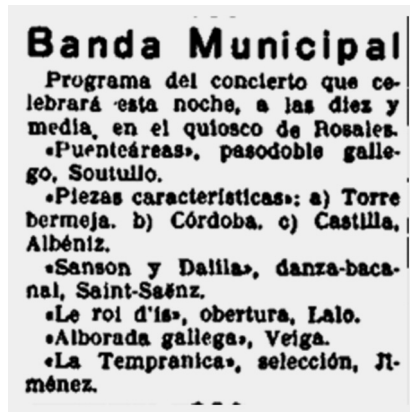 Banda Municipal
Programa del concierto que ce-
lebrará esta noche, a las diez y
media, en el quiosco de Rosales.
«Puenteáreas», pasodoble galle-
go, Soutullo.
«Piezas características»: a) Torre
bermeja. b) Córdoba. c) Castilla,
Albéniz.
«Sanson y Dalila», danza-baca-
nal, Saint-Saénz.
«Le roi d'is», obertura, Lalo.
«Alborada gallega», Veiga.
«La Tempranica», selección, Ji-
ménez.